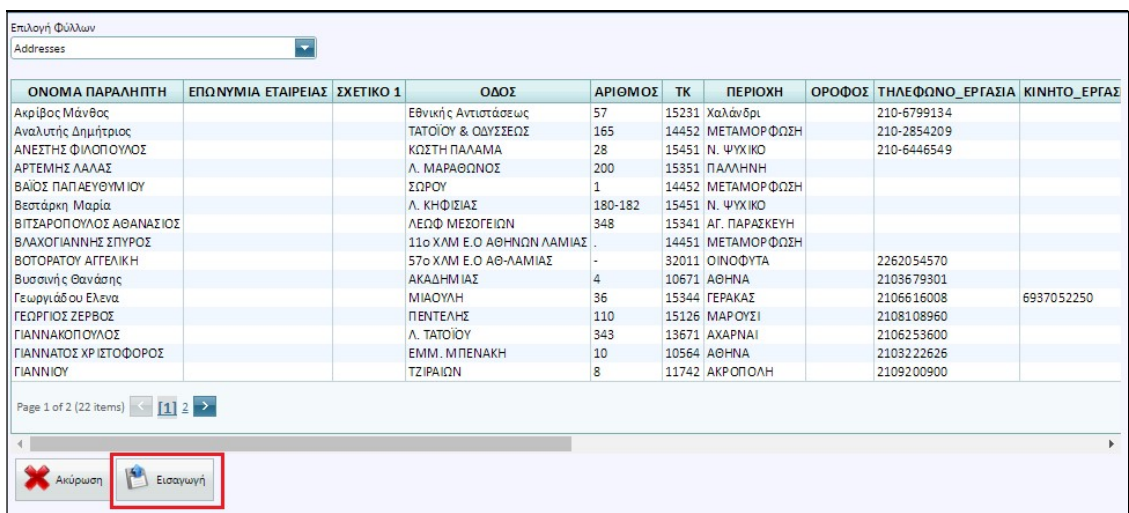 Επιλογή Φύλλων
Addresses
ΟΝΟΜΑ ΠΑΡΑΛΗΠΤΗ ΕΠΩΝΥΜΙΑ ΕΤΑΙΡΕΙΑΣ ΣΧΕΤΙΚΟ 1 ΟΔΟΣ ΑΡΙΘΜΟΣ ΤΚ ΠΕΡΙΟΧΗ ΟΡΟΦΟΣ ΤΗΛΕΦΩΝΟ_ΕΡΓΑΣΙΑ ΚΙΝΗΤΟ_ΕΡΓΑΣ
Ακρίβος Μάνθος Εθνικής Αντιστάσεως 57 15231 Χαλάνδρι 210-6799134
Αναλυτής Δημήτριος ΤΑΤΟΪΟΥ & ΟΔΥΣΣΕΩΣ 165 14452 ΜΕΤΑΜΟΡΦΩΣΗ 210-2854209
ΑΝΕΣΤΗΣ ΦΙΛΟΠΟΥΛΟΣ ΚΩΣΤΗ ΠΑΛΑΜΑ 28 15451 Ν. ΨΥΧΙΚΟ 210-6446549
ΑΡΤΕΜΗΣ ΛΑΛΑΣ Λ. ΜΑΡΑΘΩΝΟΣ 200 15351 ΠΑΛΛΗΝΗ
ΒΑΪΟΣ ΠΑΠΑΕΥΘΥΜΙΟΥ ΣΩΡΟΥ 1 14452 ΜΕΤΑΜΟΡΦΩΣΗ
Βεστάρκη Μαρία Λ. ΚΗΦΙΣΙΑΣ 180-182 15451 Ν. ΨΥΧΙΚΟ
ΒΙΤΣΑΡΟΠΟΥΛΟΣ ΑΘΑΝΑΣΙΟΣ ΛΕΩΦ ΜΕΣΟΓΕΙΩΝ 348 15341 ΑΓ. ΠΑΡΑΣΚΕΥΗ
ΒΛΑΧΟΓΙΑΝΝΗΣ ΣΠΥΡΟΣ 11ο ΧΛΜ Ε.Ο ΑΘΗΝΩΝ ΛΑΜΙΑΣ . 14451 ΜΕΤΑΜΟΡΦΩΣΗ
ΒΟΤΟΡΑΤΟΥ ΑΓΓΕΛΙΚΗ 57ο ΧΛΜ Ε.Ο ΑΘ-ΛΑΜΙΑΣ - 32011 ΟΙΝΟΦΥΤΑ 2262054570
Βυσσινής Θανάσης ΑΚΑΔΗΜΙΑΣ 4 10671 ΑΘΗΝΑ 2103679301
Γεωργιάδου Ελενα ΜΙΑΟΥΛΗ 36 15344 ΓΕΡΑΚΑΣ 2106616008 6937052250
ΓΕΩΡΓΙΟΣ ΖΕΡΒΟΣ ΠΕΝΤΕΛΗΣ 110 15126 ΜΑΡΟΥΣΙ 2108108960
ΓΙΑΝΝΑΚΟΠΟΥΛΟΣ Λ. ΤΑΤΟΪΟΥ 343 13671 ΑΧΑΡΝΑΙ 2106253600
ΓΙΑΝΝΑΤΟΣ ΧΡΙΣΤΟΦΟΡΟΣ ΕΜΜ. ΜΠΕΝΑΚΗ 10 10564 ΑΘΗΝΑ 2103222626
ΓΙΑΝΝΙΟΥ ΤΖΙΡΑΙΩΝ 8 11742 ΑΚΡΟΠΟΛΗ 2109200900
Page 1 of 2 (22 items) < [1] 2 >
Ακύρωση Εισαγωγή